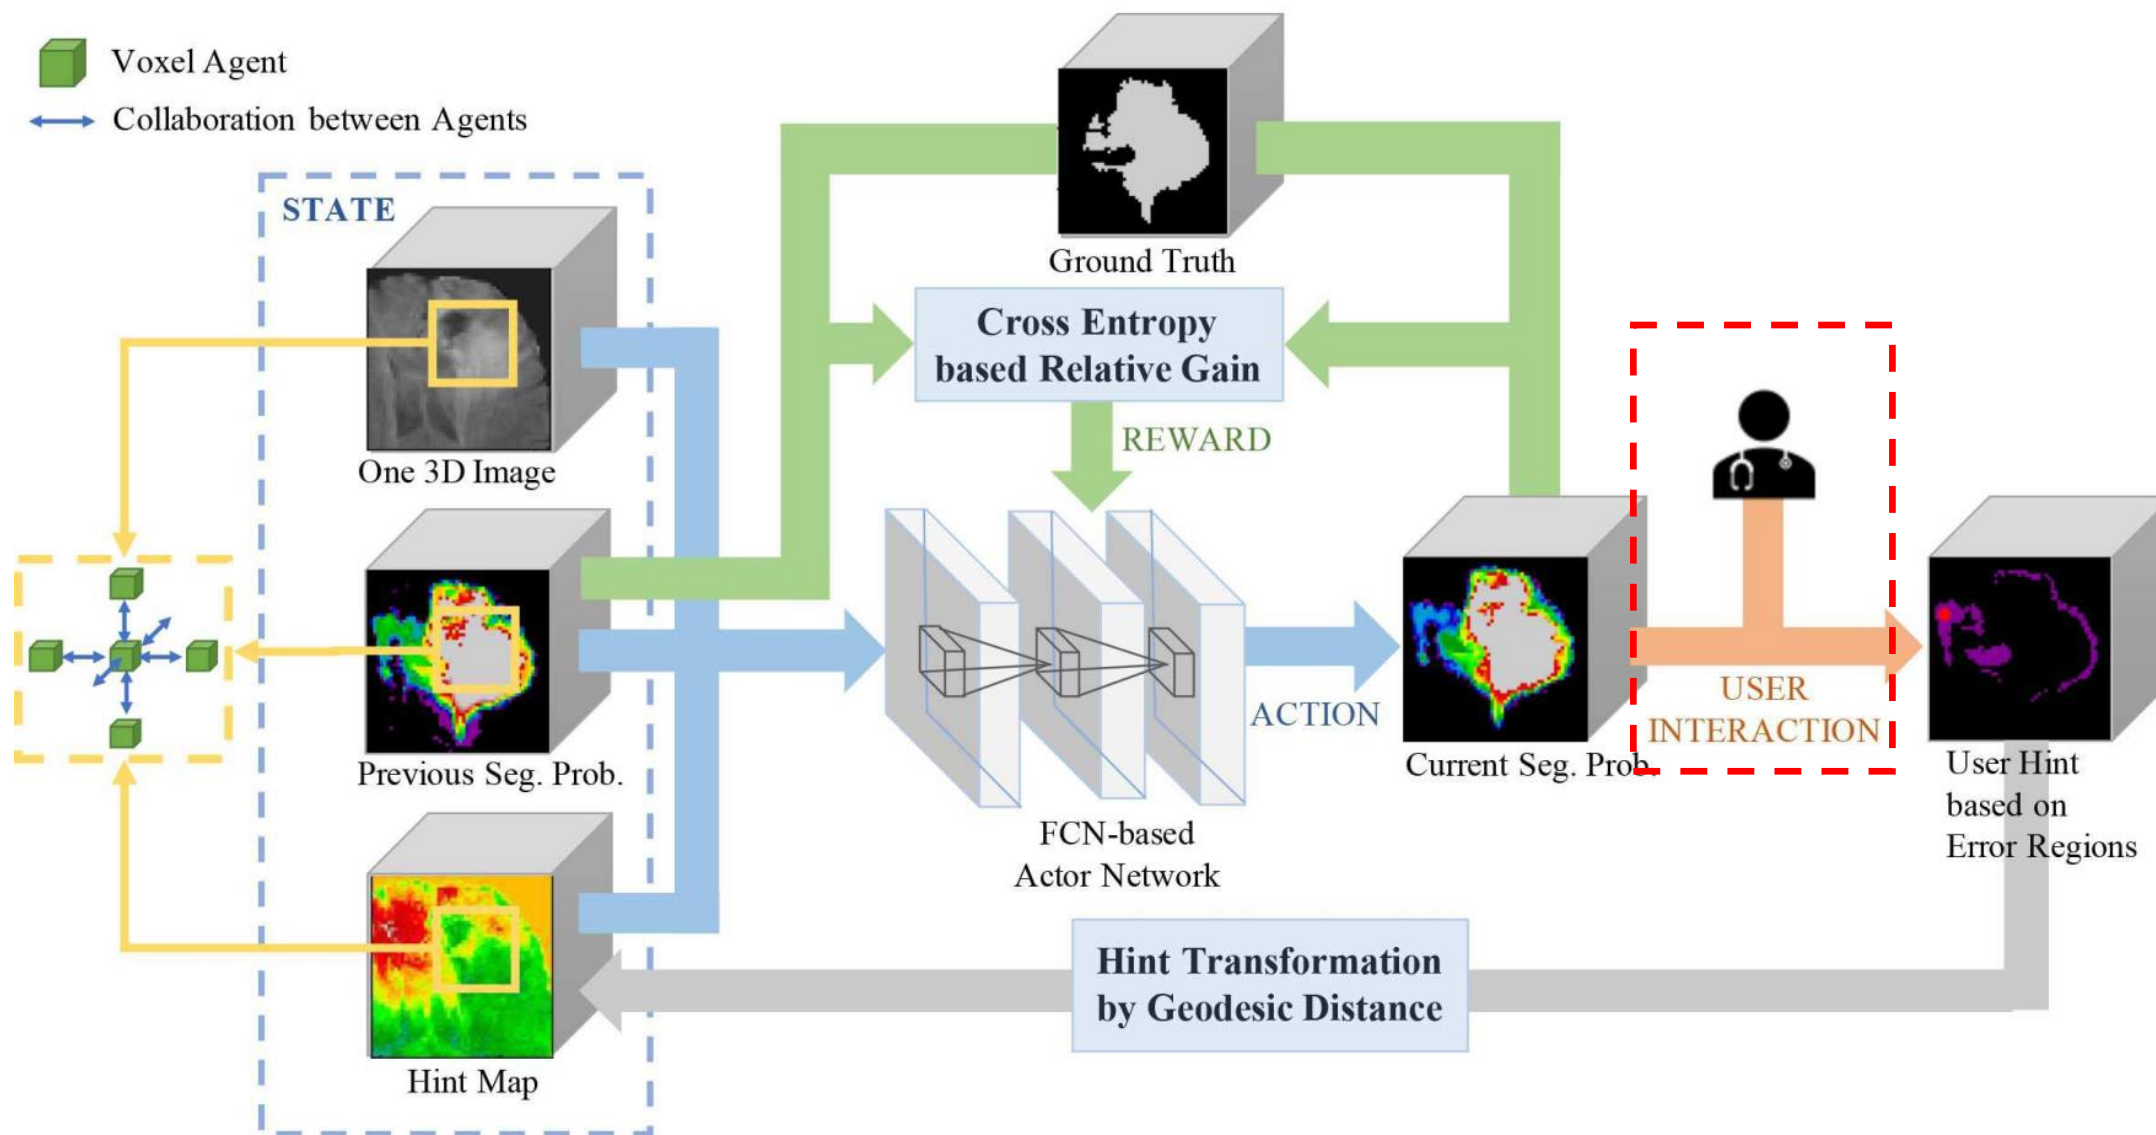 Voxel Agent
Collaboration between Agents
STATE
One 3D Image
Previous Seg. Prob.
Hint Map
Ground Truth
Cross Entropy
based Relative Gain
REWARD
FCN-based
Actor Network
ACTION
Current Seg. Prob.
USER
INTERACTION
User Hint
based on
Error Regions
Hint Transformation
by Geodesic Distance